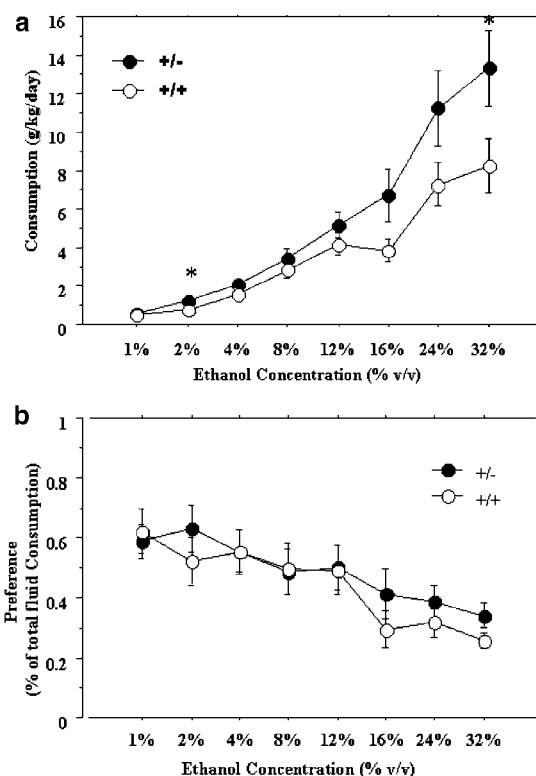 a
16
14
12
10
8
6
4
2
0
Consumption (g/kg/day)
+/-
+/+
*
*
1% 2% 4% 8% 12% 16% 24% 32%
Ethanol Concentration (% v/v)
b
1
0.8
0.6
0.4
0.2
0
Preference
(% of total fluid Consumption)
+/-
+/+
1% 2% 4% 8% 12% 16% 24% 32%
Ethanol Concentration (% v/v)